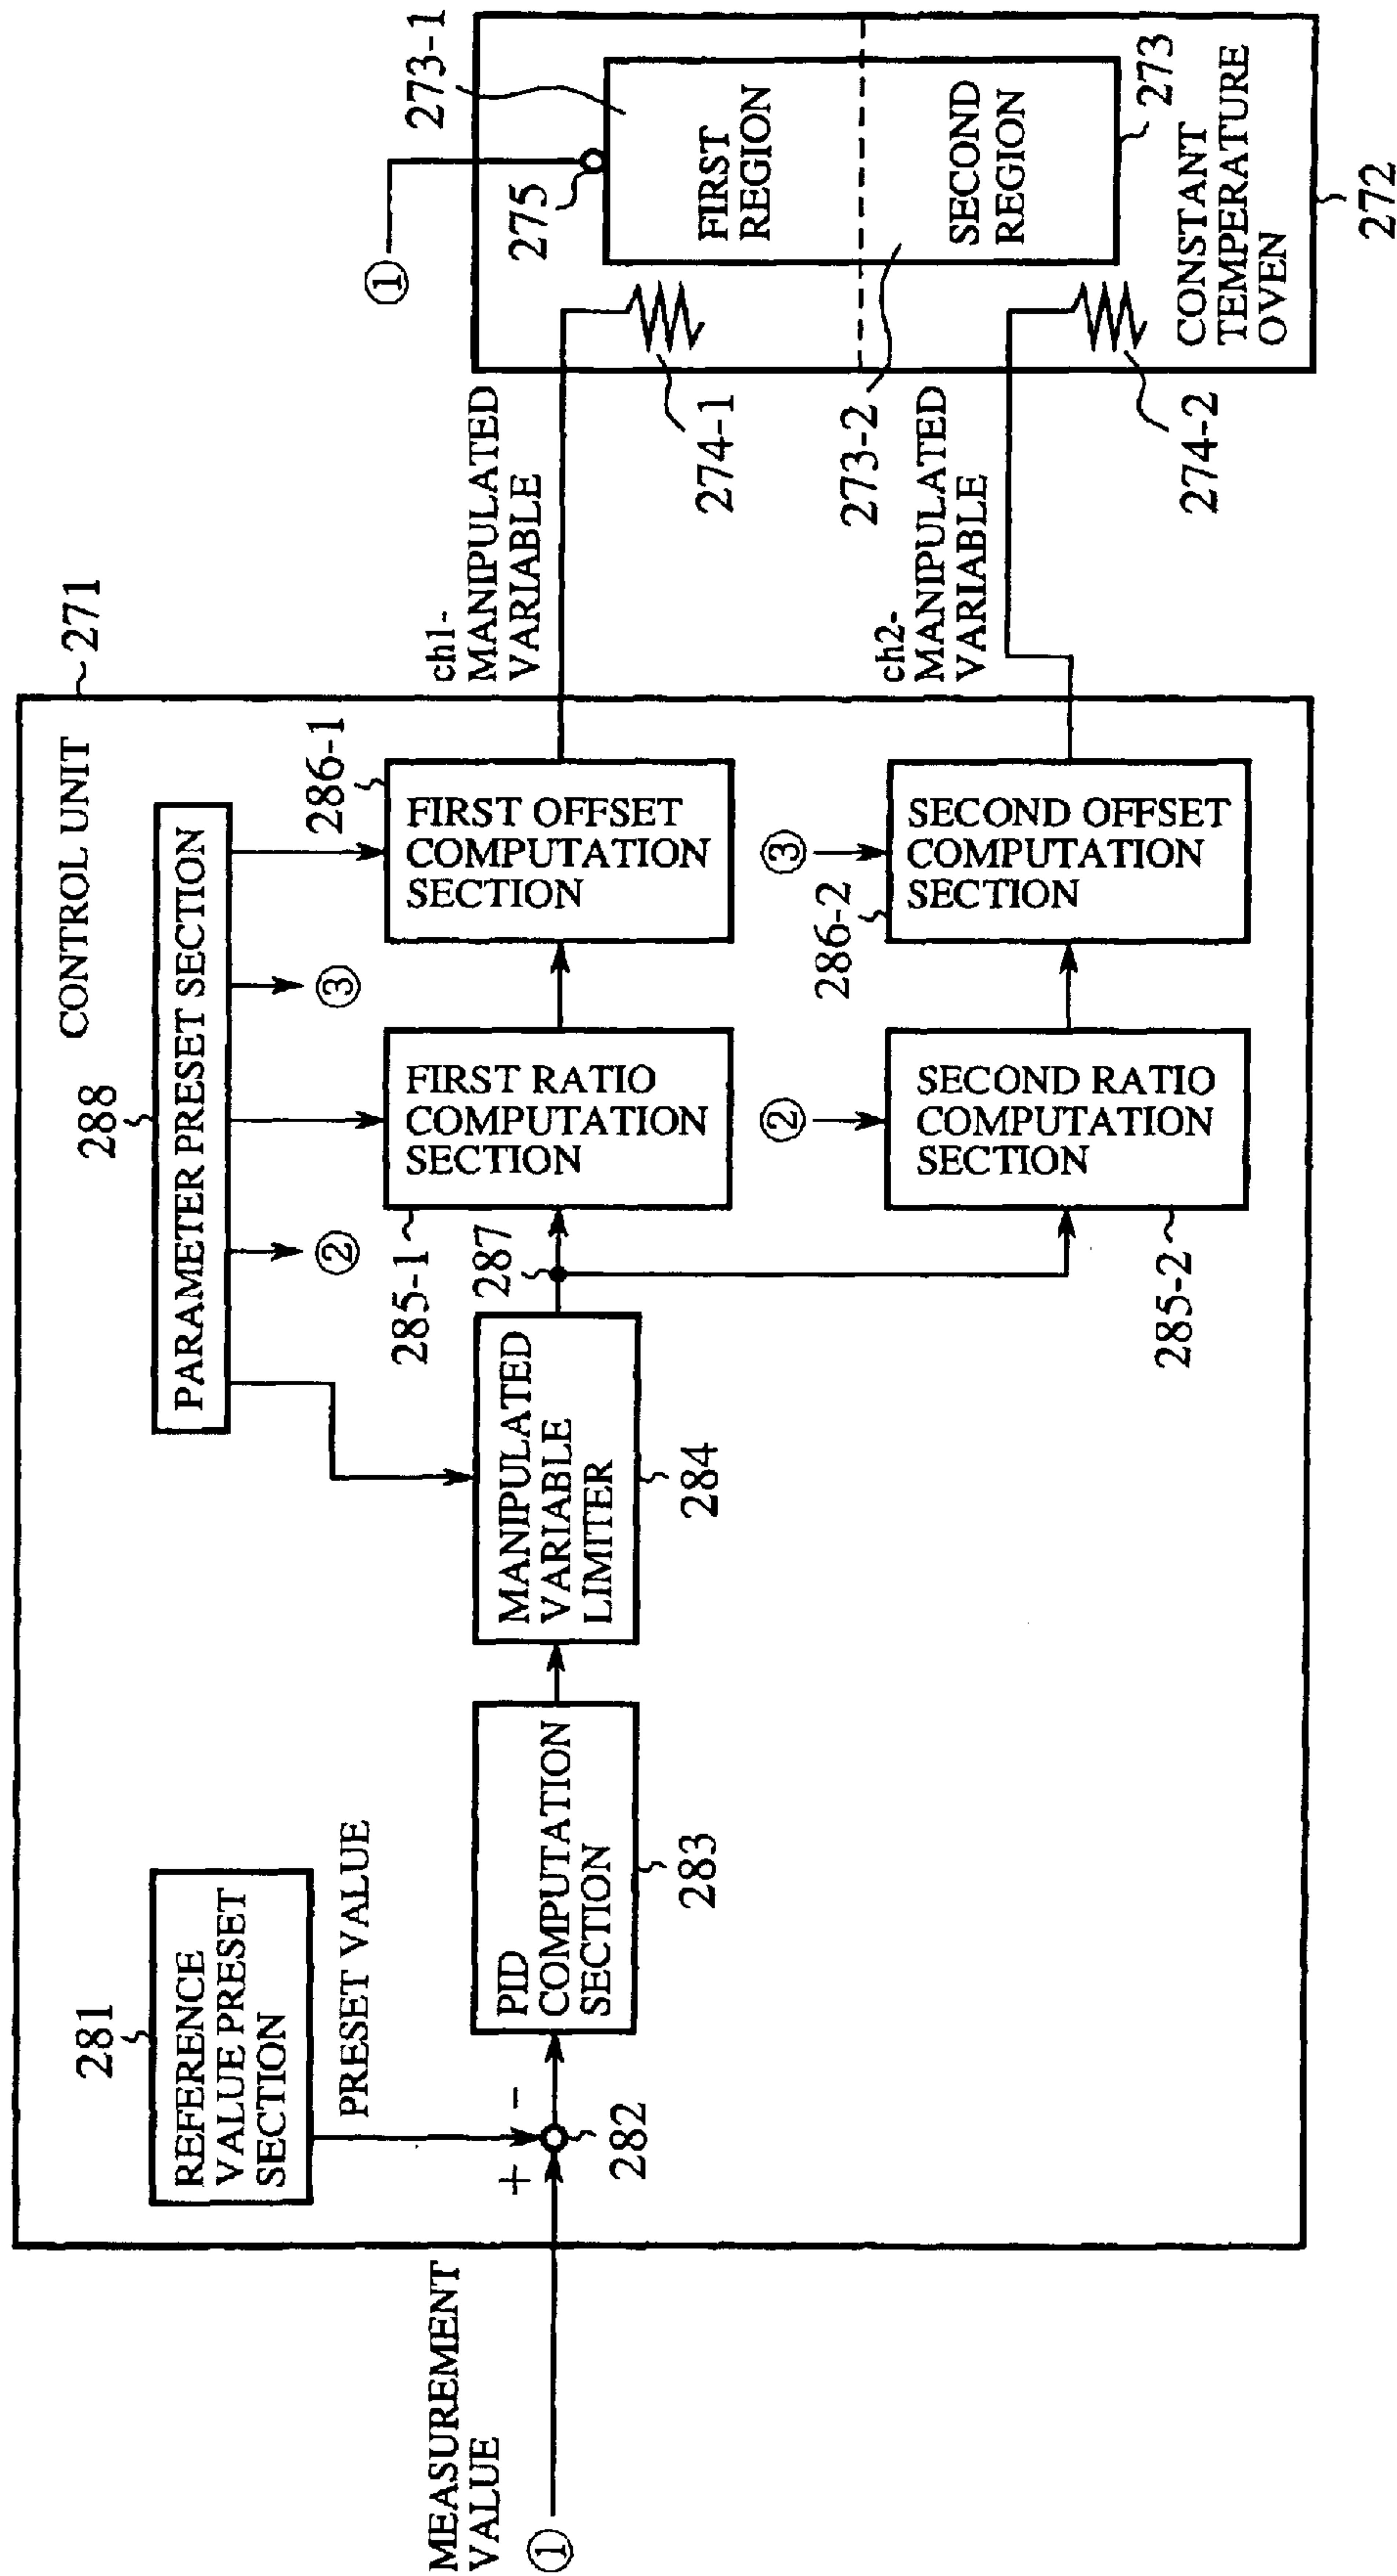 CONTROL UNIT
271
288
PARAMETER PRESET SECTION
②
③
281
REFERENCE
VALUE PRESET
SECTION
PRESET VALUE
MEASUREMENT
VALUE
①
+
-
282
PID
COMPUTATION
SECTION
283
MANIPULATED
VARIABLE
LIMITER
284
287
285-1
FIRST RATIO
COMPUTATION
SECTION
286-1
FIRST OFFSET
COMPUTATION
SECTION
②
SECOND RATIO
COMPUTATION
SECTION
285-2
③
286-2
SECOND OFFSET
COMPUTATION
SECTION
ch1-
MANIPULATED
VARIABLE
ch2-
MANIPULATED
VARIABLE
①
275
273-1
FIRST
REGION
274-1
273-2
SECOND
REGION
273
274-2
CONSTANT
TEMPERATURE
OVEN
272